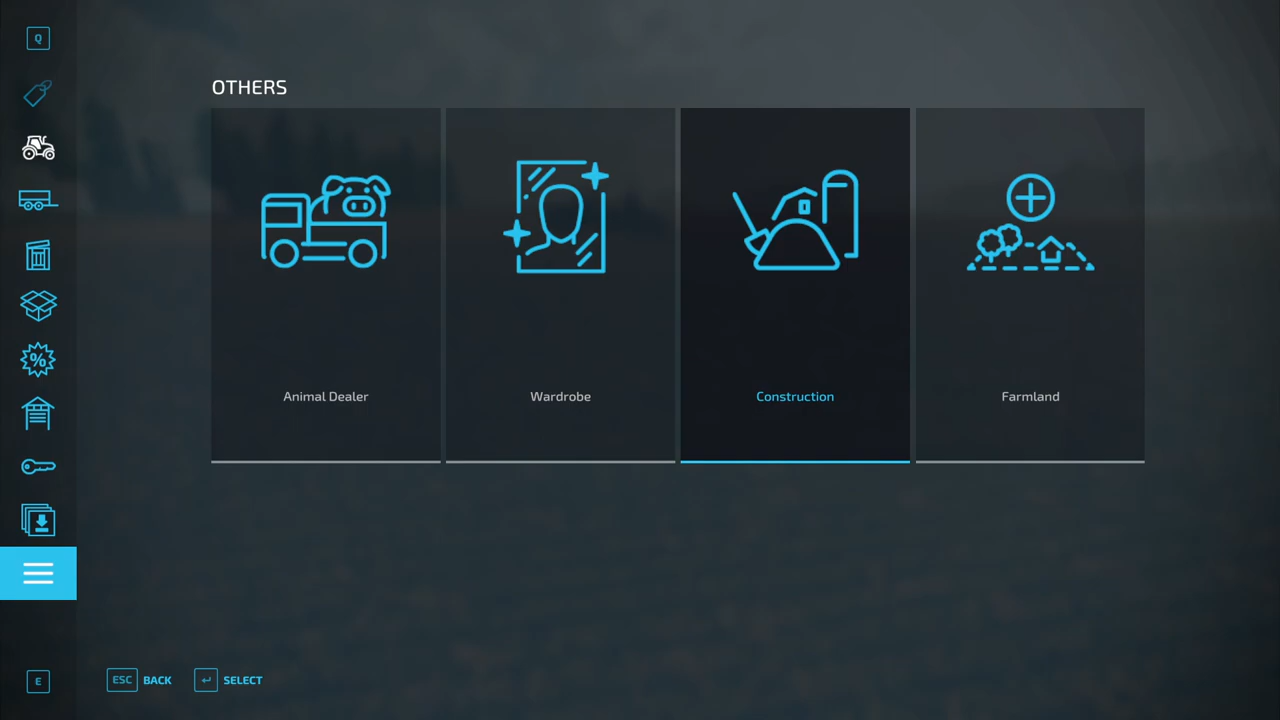 Q
OTHERS
%
Animal Dealer
Wardrobe
Construction
Farmland
E
ESC BACK
SELECT